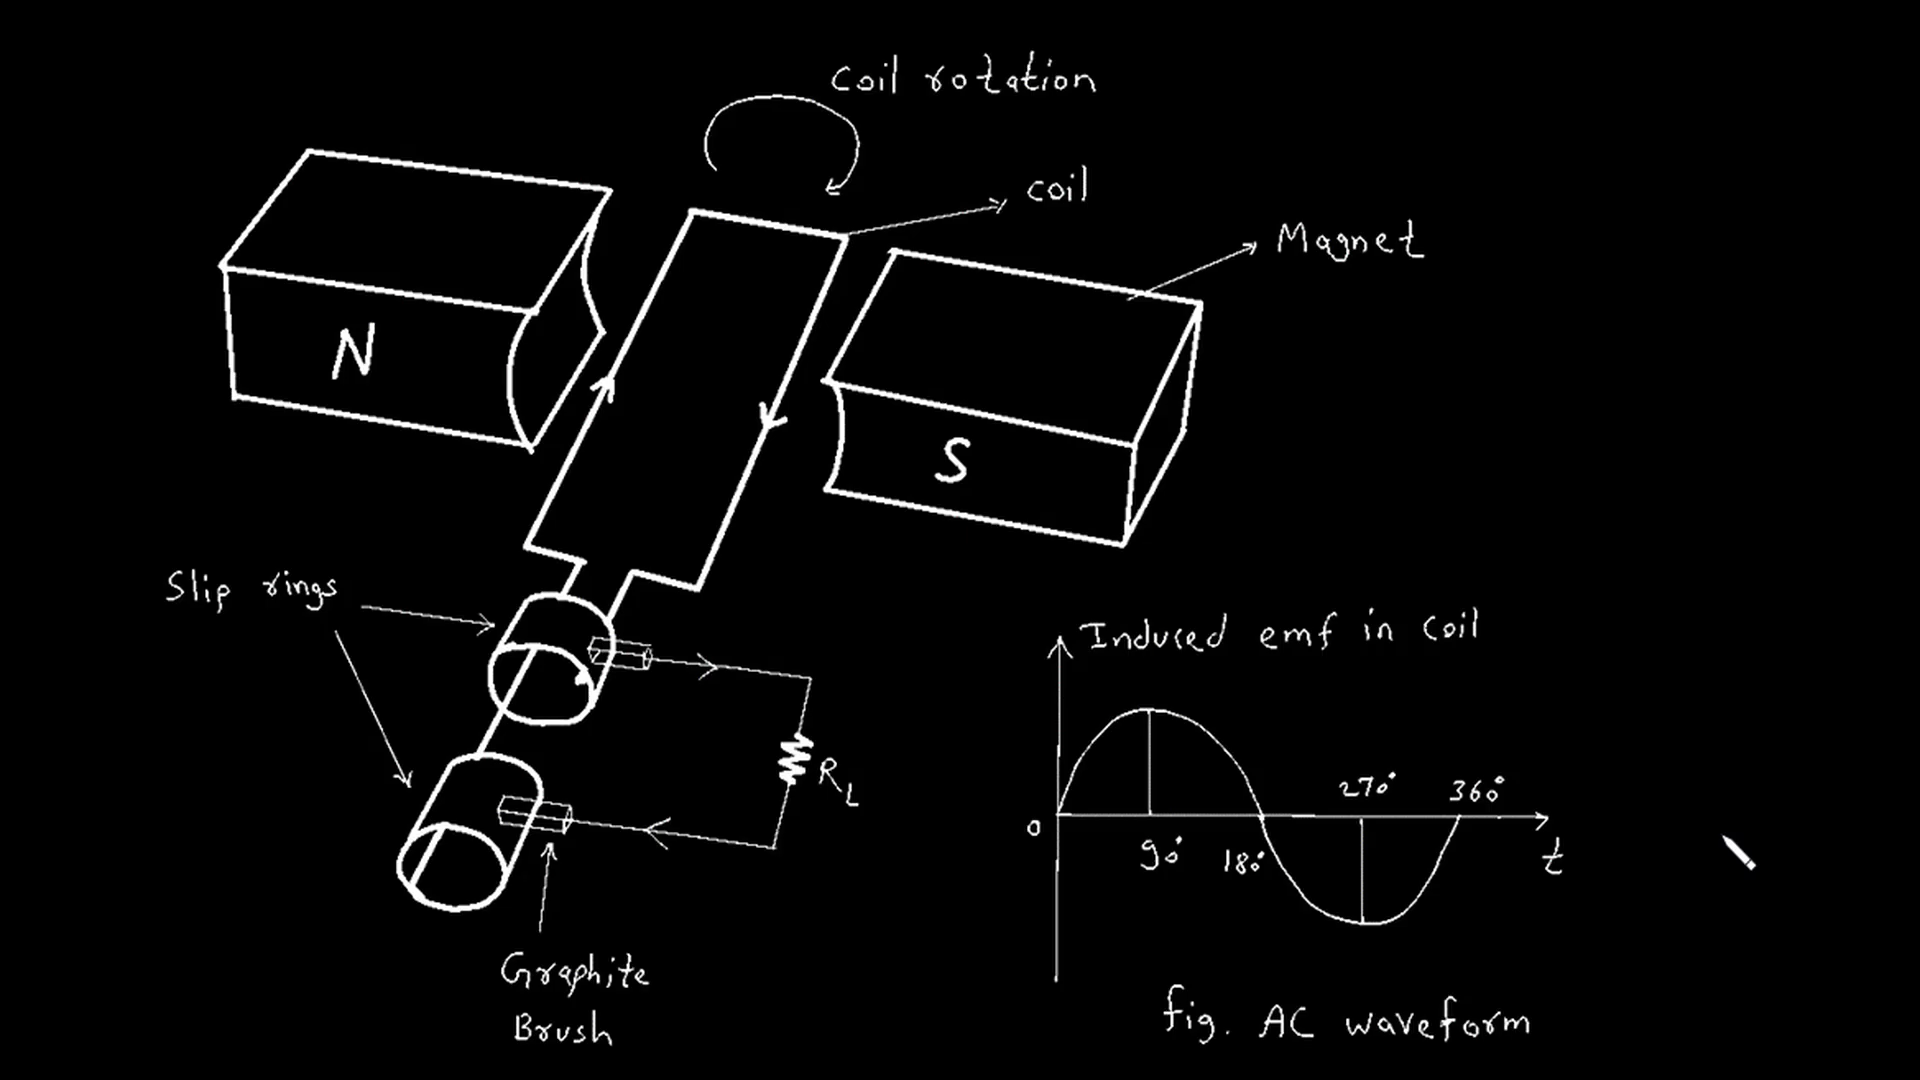 Coil rotation
coil
Magnet
N
S
Slip rings
Induced emf in coil
R_L
270° 360°
0
90° 180° t
Graphite
Brush
fig. AC waveform